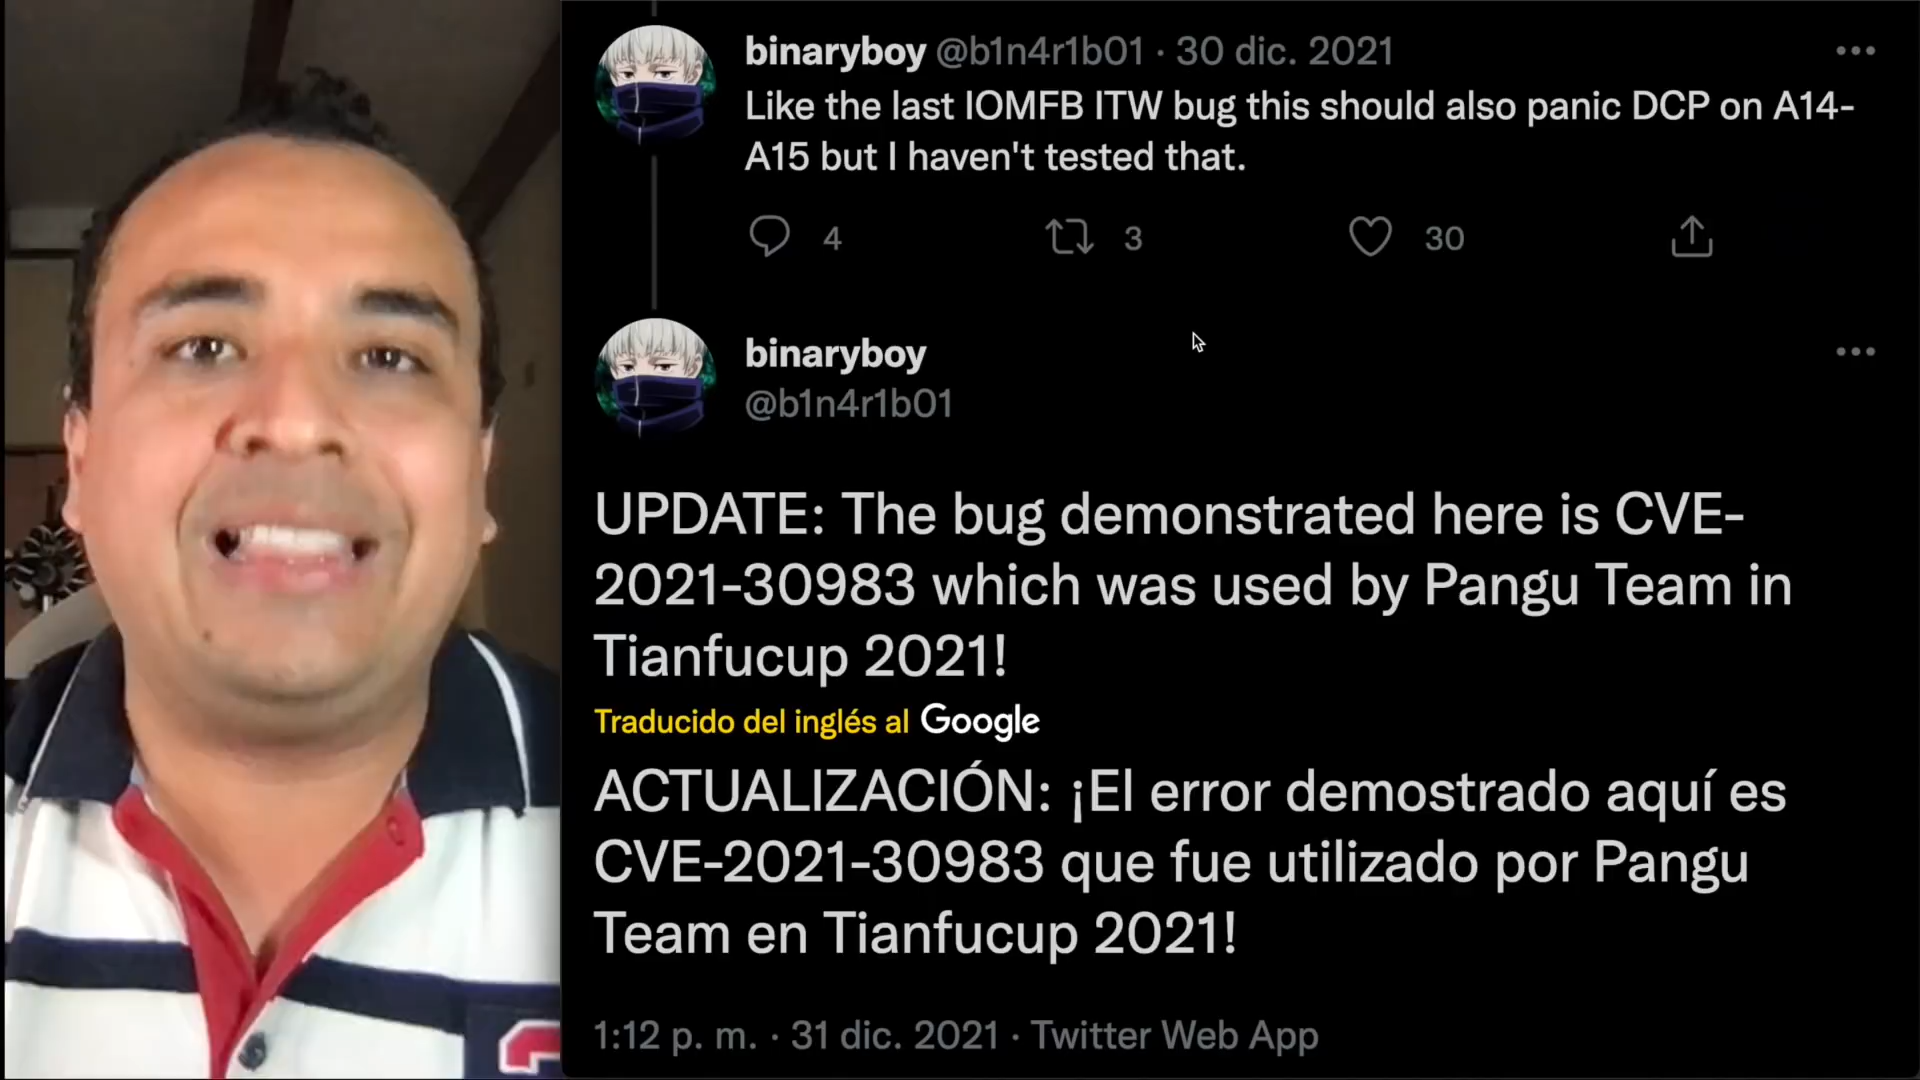 binaryboy @b1n4r1b01 · 30 dic. 2021
Like the last IOMFB ITW bug this should also panic DCP on A14-
A15 but I haven't tested that.
4 3 30
binaryboy
@b1n4r1b01
UPDATE: The bug demonstrated here is CVE-
2021-30983 which was used by Pangu Team in
Tianfucup 2021!
Traducido del inglés al Google
ACTUALIZACIÓN: ¡El error demostrado aquí es
CVE-2021-30983 que fue utilizado por Pangu
Team en Tianfucup 2021!
1:12 p. m. · 31 dic. 2021 · Twitter Web App